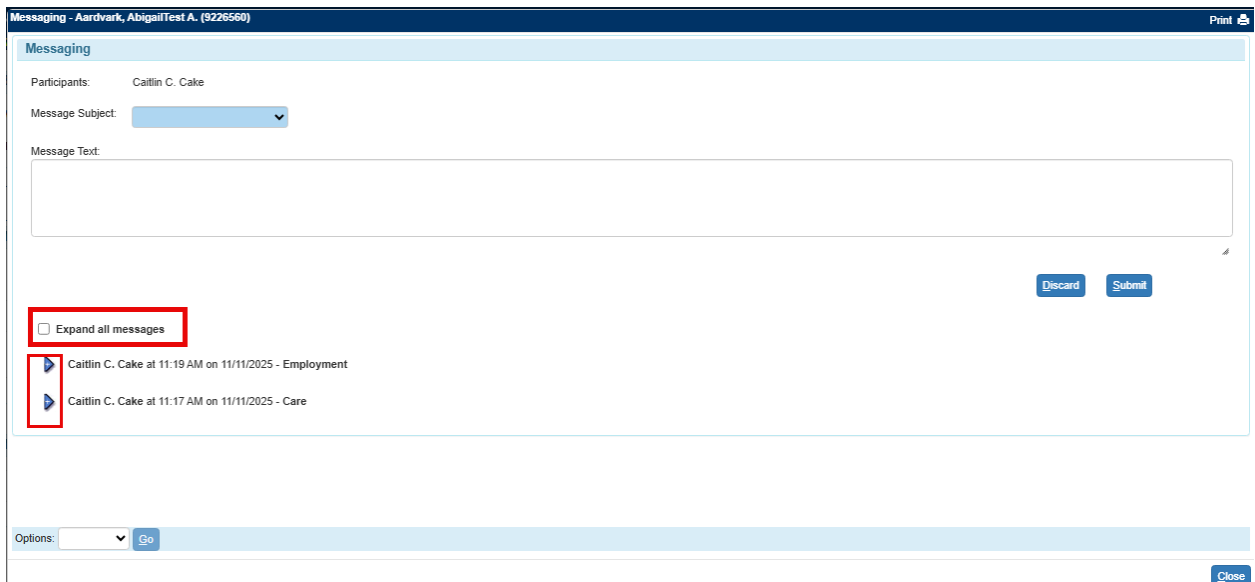 Messaging - Aardvark, AbigailTest A. (9226560) Print
Messaging
Participants: Caitlin C. Cake
Message Subject:
Message Text:
Discard Submit
Expand all messages
Caitlin C. Cake at 11:19 AM on 11/11/2025 - Employment
Caitlin C. Cake at 11:17 AM on 11/11/2025 - Care
Options: Go
Close